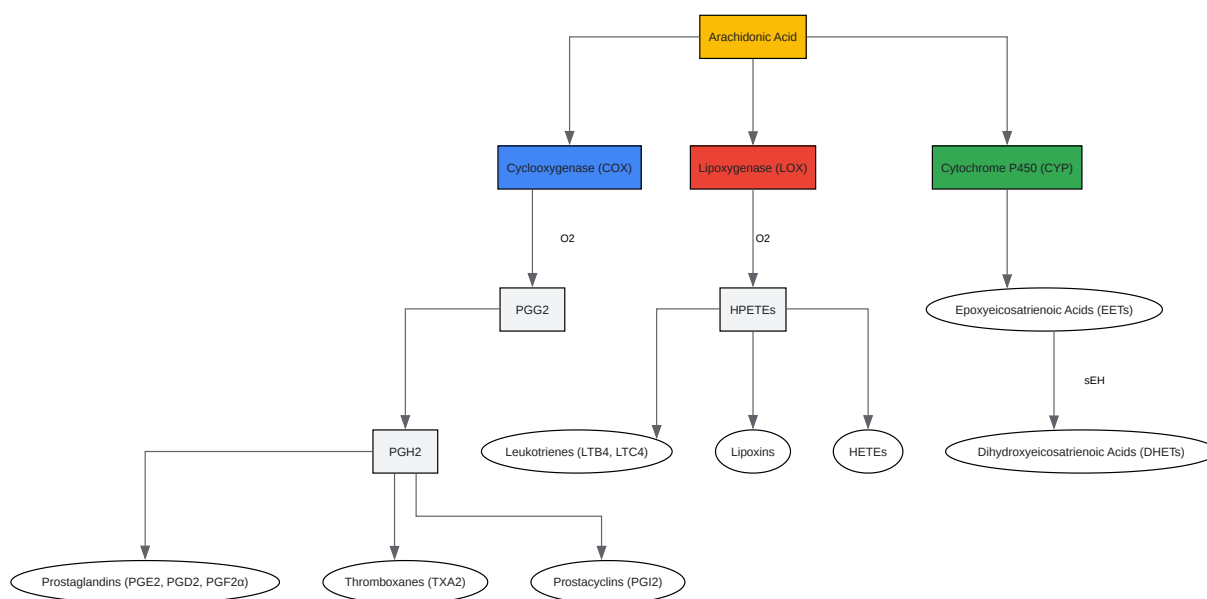 Arachidonic Acid
Cyclooxygenase (COX)
Lipoxygenase (LOX)
Cytochrome P450 (CYP)
O2
O2
PGG2
HPETEs
Epoxyeicosatrienoic Acids (EETs)
sEH
PGH2
Leukotrienes (LTB4, LTC4)
Lipoxins
HETEs
Dihydroxyeicosatrienoic Acids (DHETs)
Prostaglandins (PGE2, PGD2, PGF2α)
Thromboxanes (TXA2)
Prostacyclins (PGI2)